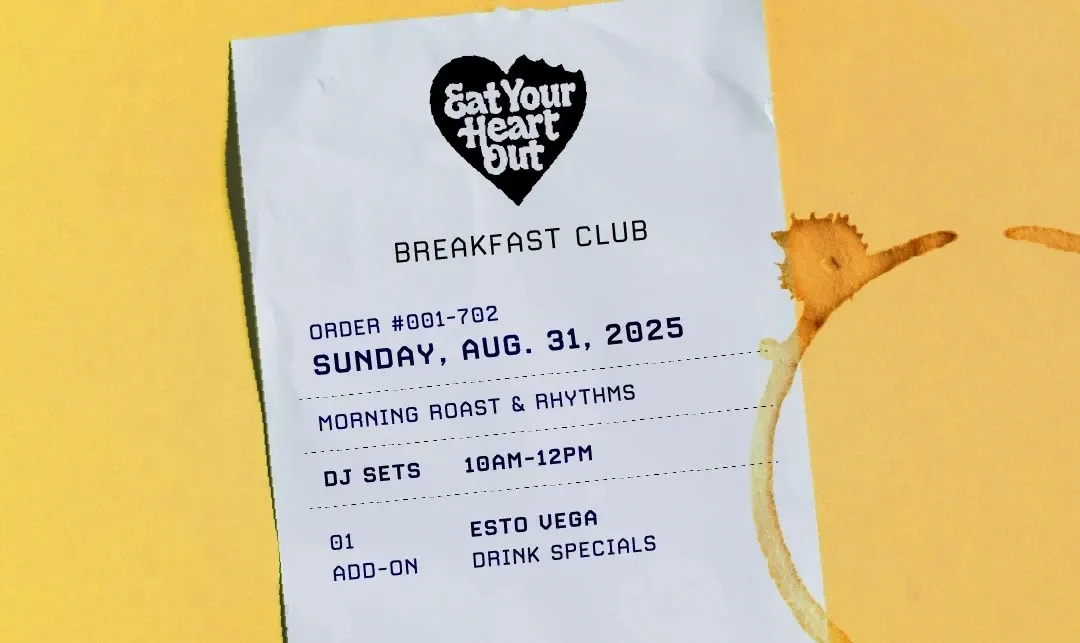 Eat Your
Heart
Out
BREAKFAST CLUB
ORDER #001-702
SUNDAY, AUG. 31, 2025
MORNING ROAST & RHYTHMS
DJ SETS 10AM-12PM
01 ESTO VEGA
ADD-ON DRINK SPECIALS